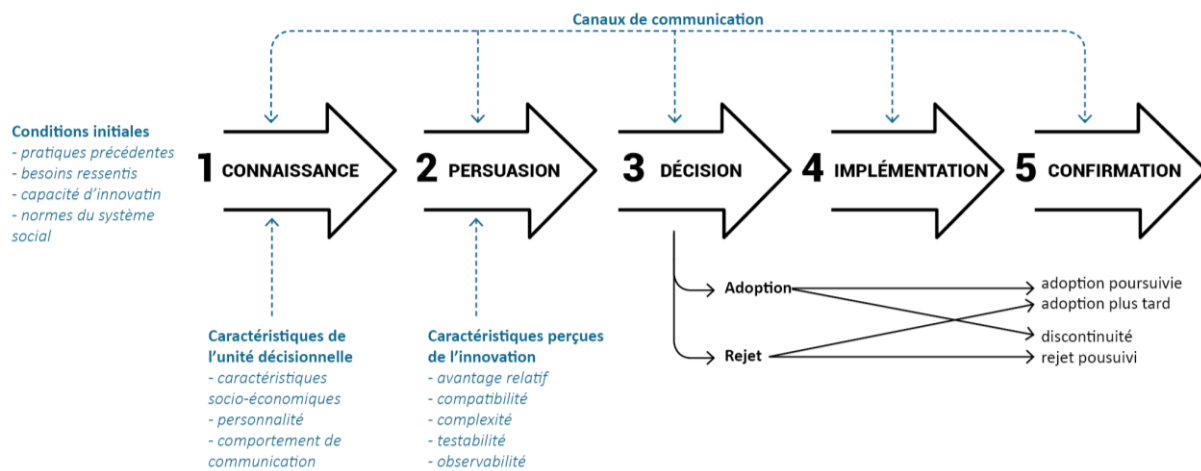 Canaux de communication
Conditions initiales
- pratiques précédentes
- besoins ressentis
- capacité d'innovatin
- normes du système
social
1 CONNAISSANCE
2 PERSUASION
3 DÉCISION
4 IMPLÉMENTATION
5 CONFIRMATION
Adoption
Rejet
adoption poursuivie
adoption plus tard
discontinuité
rejet pousuivi
Caractéristiques de
l'unité décisionnelle
- caractéristiques
socio-économiques
- personnalité
- comportement de
communication
Caractéristiques perçues
de l'innovation
- avantage relatif
- compatibilité
- complexité
- testabilité
- observabilité